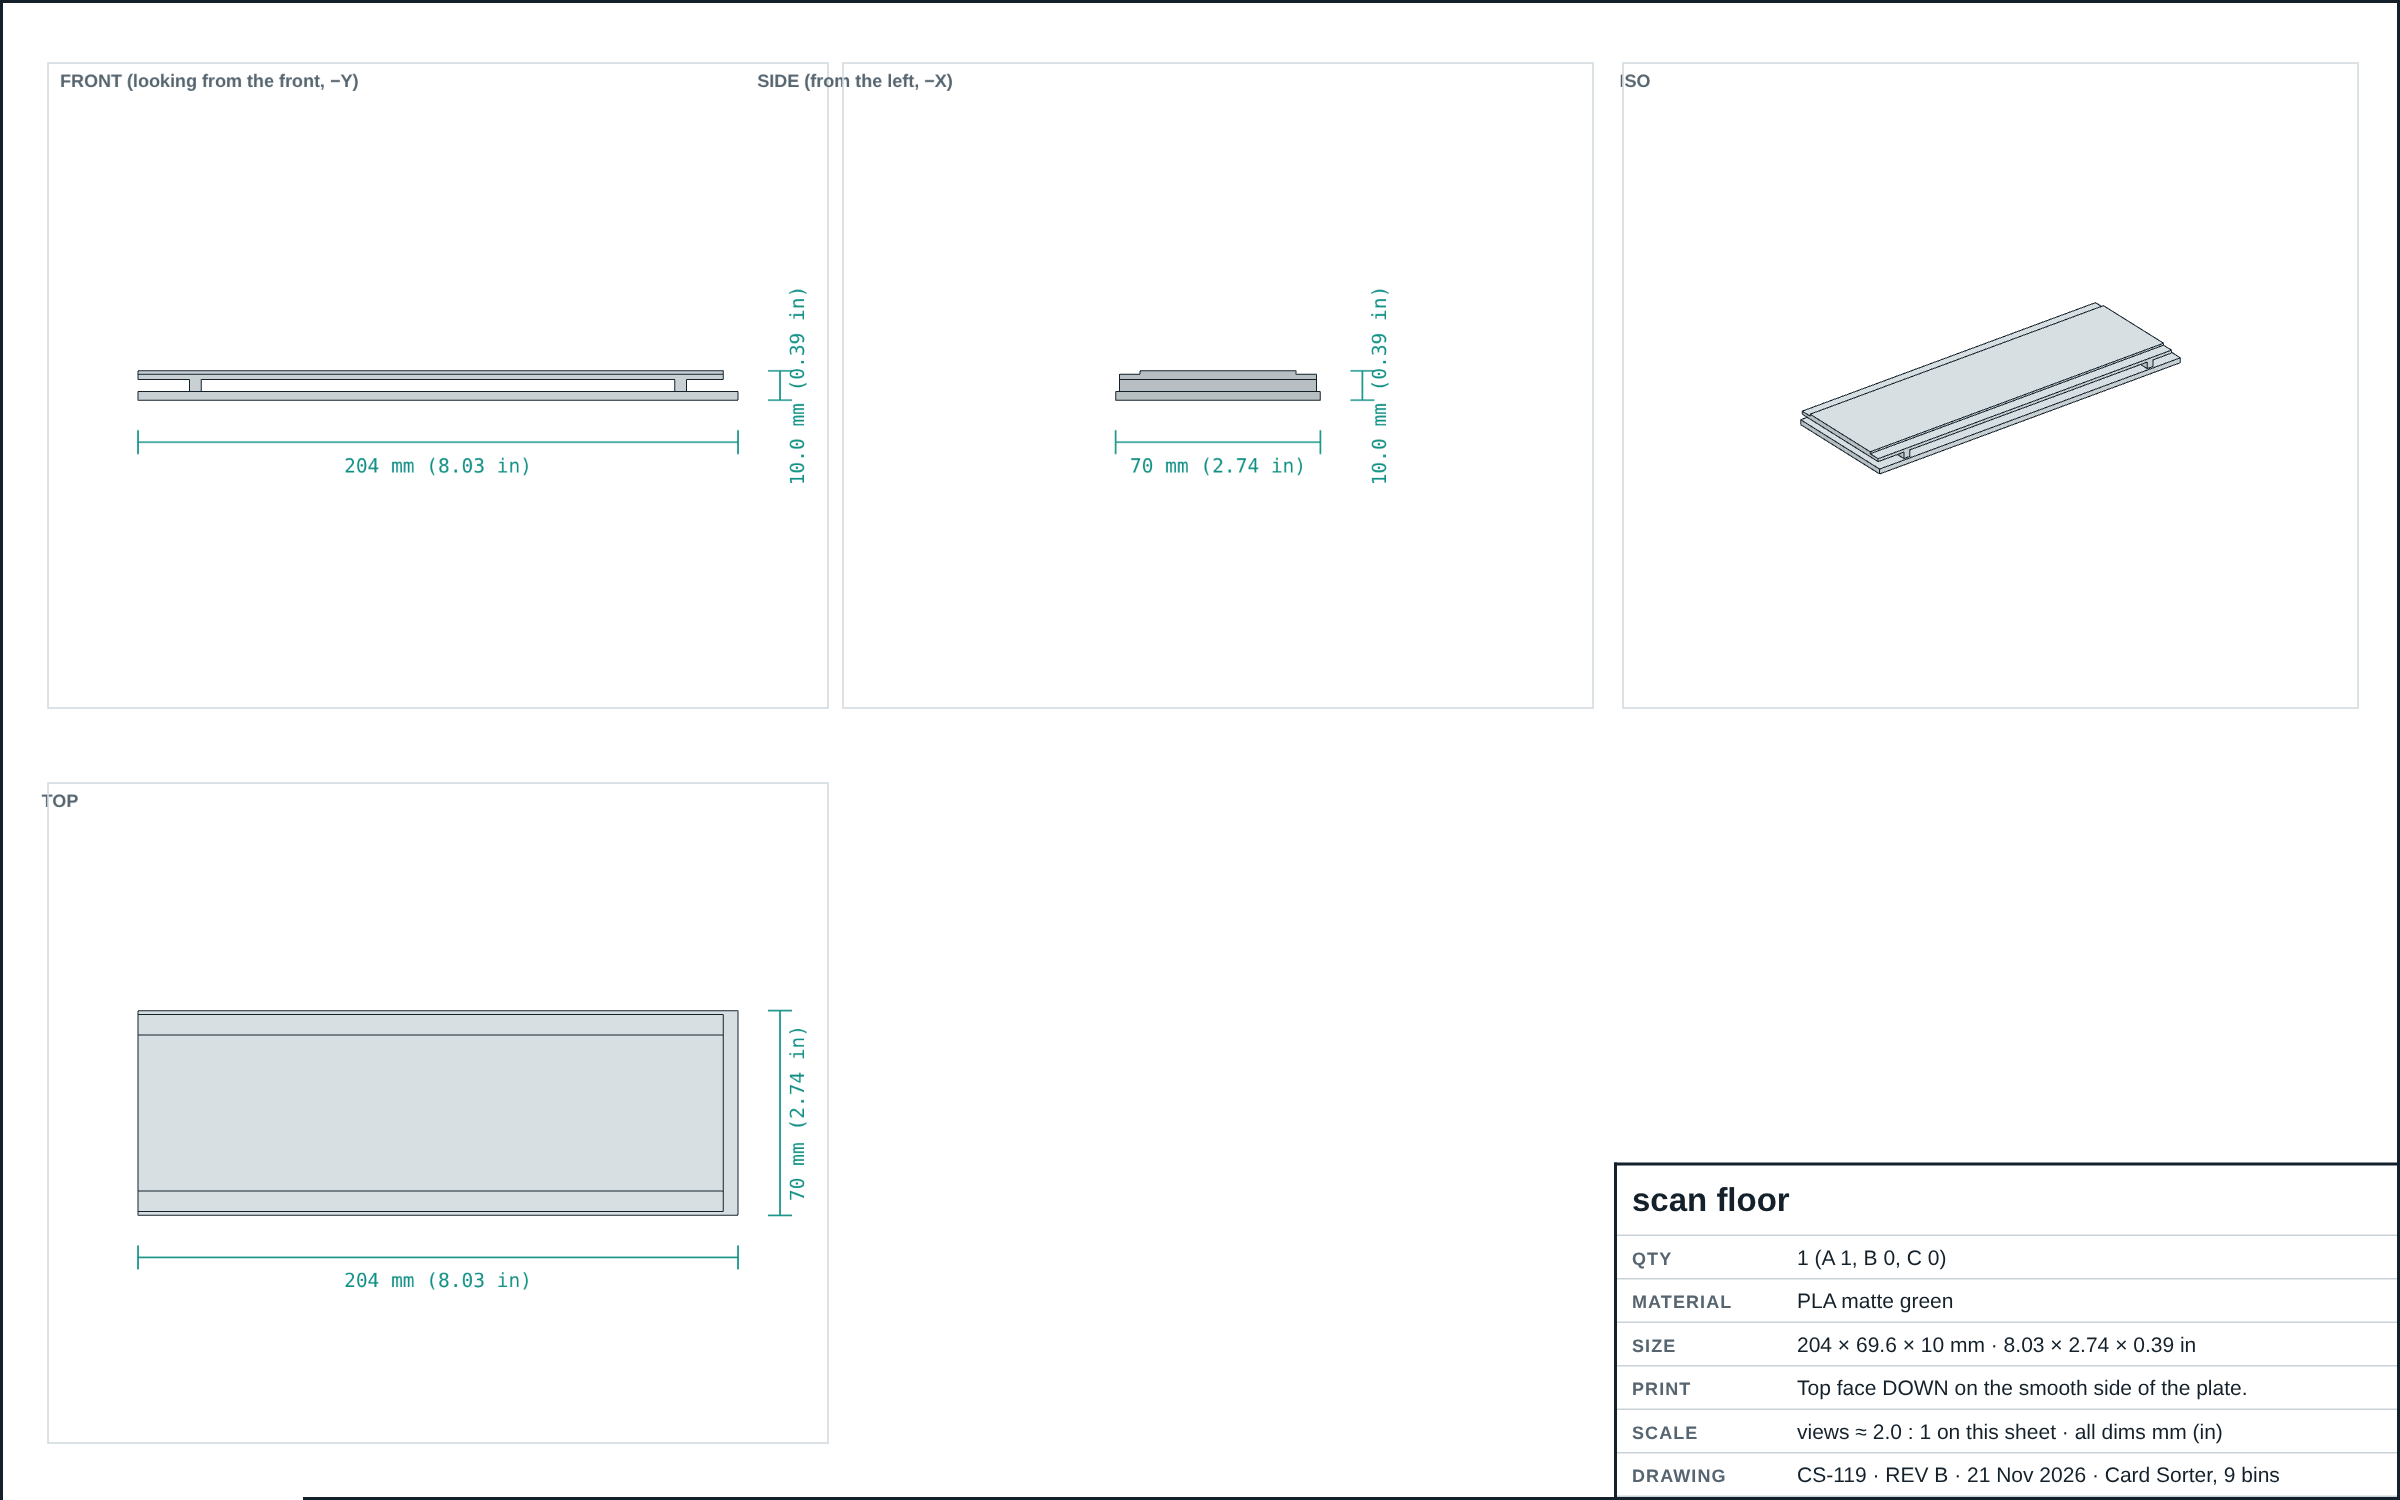 FRONT (looking from the front, −Y)
SIDE (from the left, −X)
ISO
10.0 mm (0.39 in)
204 mm (8.03 in)
10.0 mm (0.39 in)
70 mm (2.74 in)
TOP
70 mm (2.74 in)
204 mm (8.03 in)
scan floor
QTY 1 (A 1, B 0, C 0)
MATERIAL PLA matte green
SIZE 204 × 69.6 × 10 mm · 8.03 × 2.74 × 0.39 in
PRINT Top face DOWN on the smooth side of the plate.
SCALE views ≈ 2.0 : 1 on this sheet · all dims mm (in)
DRAWING CS-119 · REV B · 21 Nov 2026 · Card Sorter, 9 bins